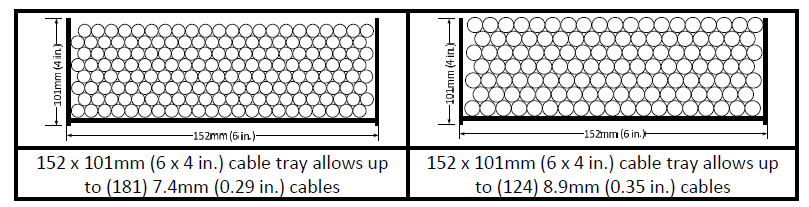 101mm (4 in.)
152mm (6 in.)
152 x 101mm (6 x 4 in.) cable tray allows up
to (181) 7.4mm (0.29 in.) cables
101mm (4 in.)
152mm (6 in.)
152 x 101mm (6 x 4 in.) cable tray allows up
to (124) 8.9mm (0.35 in.) cables